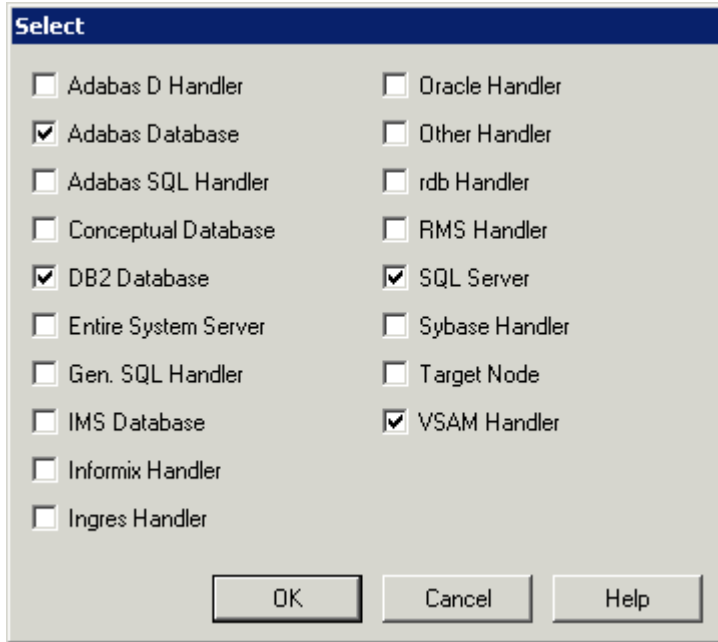 Select
Adabas D Handler
Adabas Database
Adabas SQL Handler
Conceptual Database
DB2 Database
Entire System Server
Gen. SQL Handler
IMS Database
Informix Handler
Ingres Handler
Oracle Handler
Other Handler
rdb Handler
RMS Handler
SQL Server
Sybase Handler
Target Node
VSAM Handler
OK Cancel Help